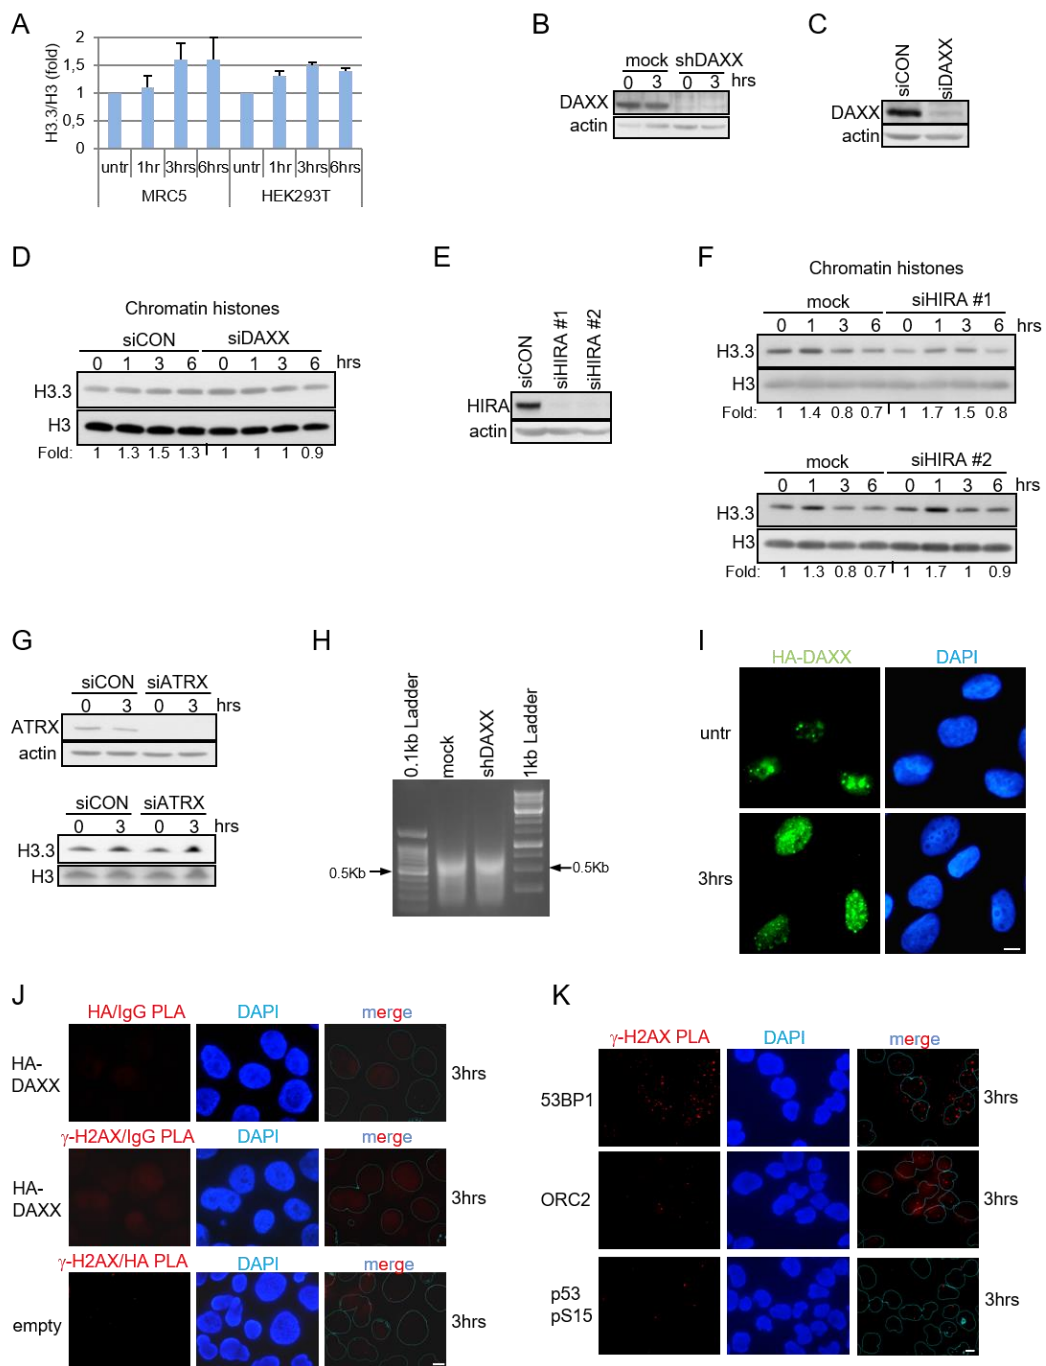 A
H3.3/H3 (fold)
2
1,5
1
0,5
0
untr 1hr 3hrs 6hrs untr 1hr 3hrs 6hrs
MRC5 HEK293T
B
mock shDAXX
0 3 0 3 hrs
DAXX
actin
C
siCON siDAXX
DAXX
actin
D
Chromatin histones
siCON siDAXX
0 1 3 6 0 1 3 6 hrs
H3.3
H3
Fold: 1 1.3 1.5 1.3 1 1 1 0.9
E
siCON siHIRA #1 siHIRA #2
HIRA
actin
F
Chromatin histones
mock siHIRA #1
0 1 3 6 0 1 3 6 hrs
H3.3
H3
Fold: 1 1.4 0.8 0.7 1 1.7 1.5 0.8
mock siHIRA #2
0 1 3 6 0 1 3 6 hrs
H3.3
H3
Fold: 1 1.3 0.8 0.7 1 1.7 1 0.9
G
siCON siATRX
0 3 0 3 hrs
ATRX
actin
siCON siATRX
0 3 0 3 hrs
H3.3
H3
H
0.1kb Ladder mock shDAXX 1kb Ladder
0.5Kb 0.5Kb
I
HA-DAXX DAPI
untr
3hrs
J
HA/IgG PLA DAPI merge
HA-
DAXX
3hrs
γ-H2AX/IgG PLA DAPI merge
HA-
DAXX
3hrs
γ-H2AX/HA PLA DAPI merge
empty 3hrs
K
γ-H2AX PLA DAPI merge
53BP1 3hrs
ORC2 3hrs
p53
pS15
3hrs